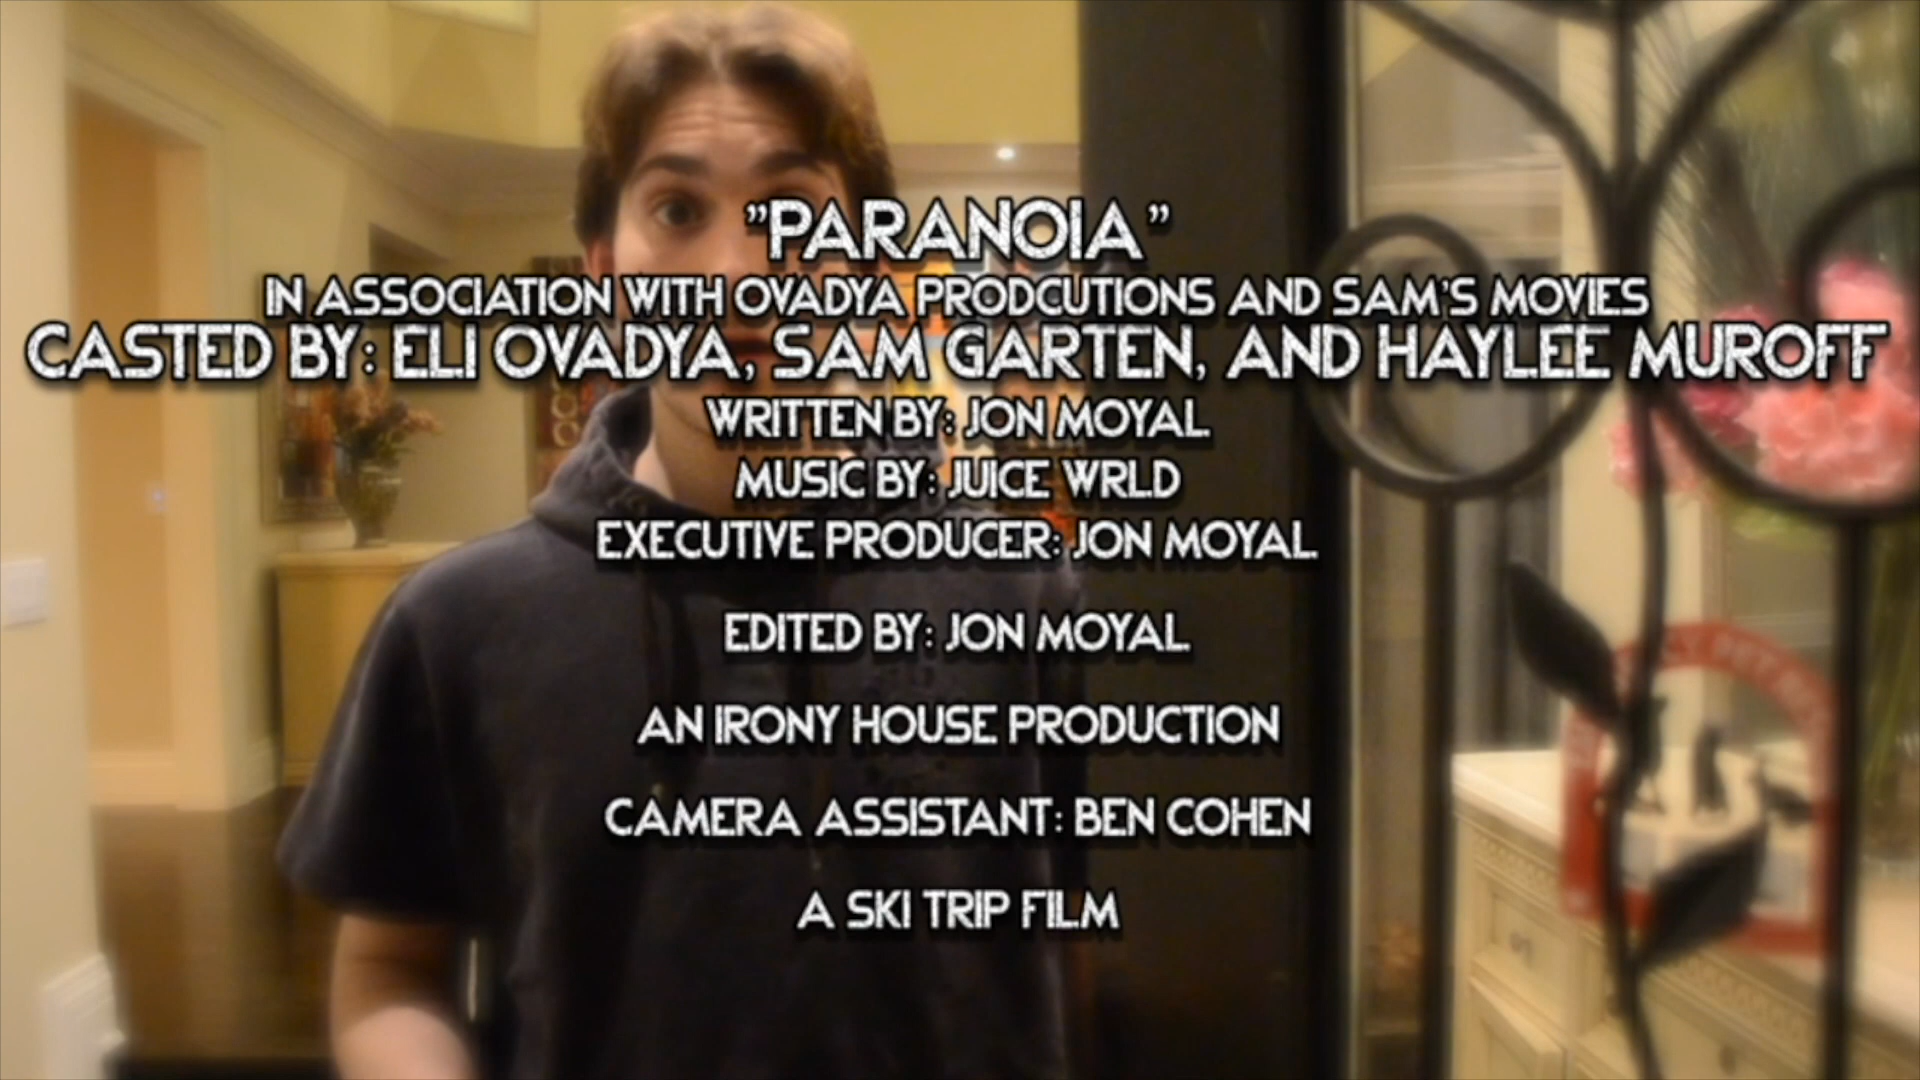 "PARANOIA"
IN ASSOCIATION WITH OVADYA PRODCUTIONS AND SAM'S MOVIES
CASTED BY: ELI OVADYA, SAM GARTEN, AND HAYLEE MUROFF
WRITTEN BY: JON MOYAL
MUSIC BY: JUICE WRLD
EXECUTIVE PRODUCER: JON MOYAL
EDITED BY: JON MOYAL
AN IRONY HOUSE PRODUCTION
CAMERA ASSISTANT: BEN COHEN
A SKI TRIP FILM